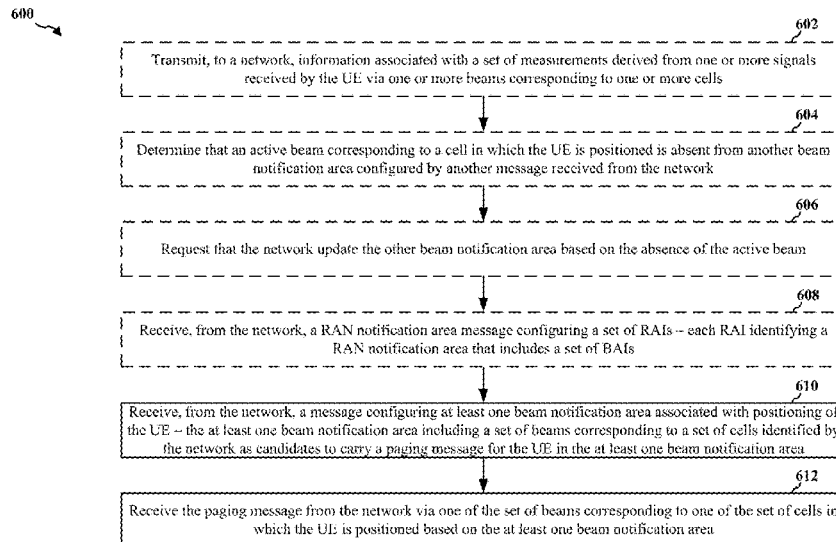 600
602
Transmit, to a network, information associated with a set of measurements derived from one or more signals
received by the UE via one or more beams corresponding to one or more cells
604
Determine that an active beam corresponding to a cell in which the UE is positioned is absent from another beam
notification area configured by another message received from the network
606
Request that the network update the other beam notification area based on the absence of the active beam
608
Receive, from the network, a RAN notification area message configuring a set of RAIs – each RAI identifying a
RAN notification area that includes a set of BAIs
610
Receive, from the network, a message configuring at least one beam notification area associated with positioning of
the UE – the at least one beam notification area including a set of beams corresponding to a set of cells identified by
the network as candidates to carry a paging message for the UE in the at least one beam notification area
612
Receive the paging message from the network via one of the set of beams corresponding to one of the set of cells in
which the UE is positioned based on the at least one beam notification area